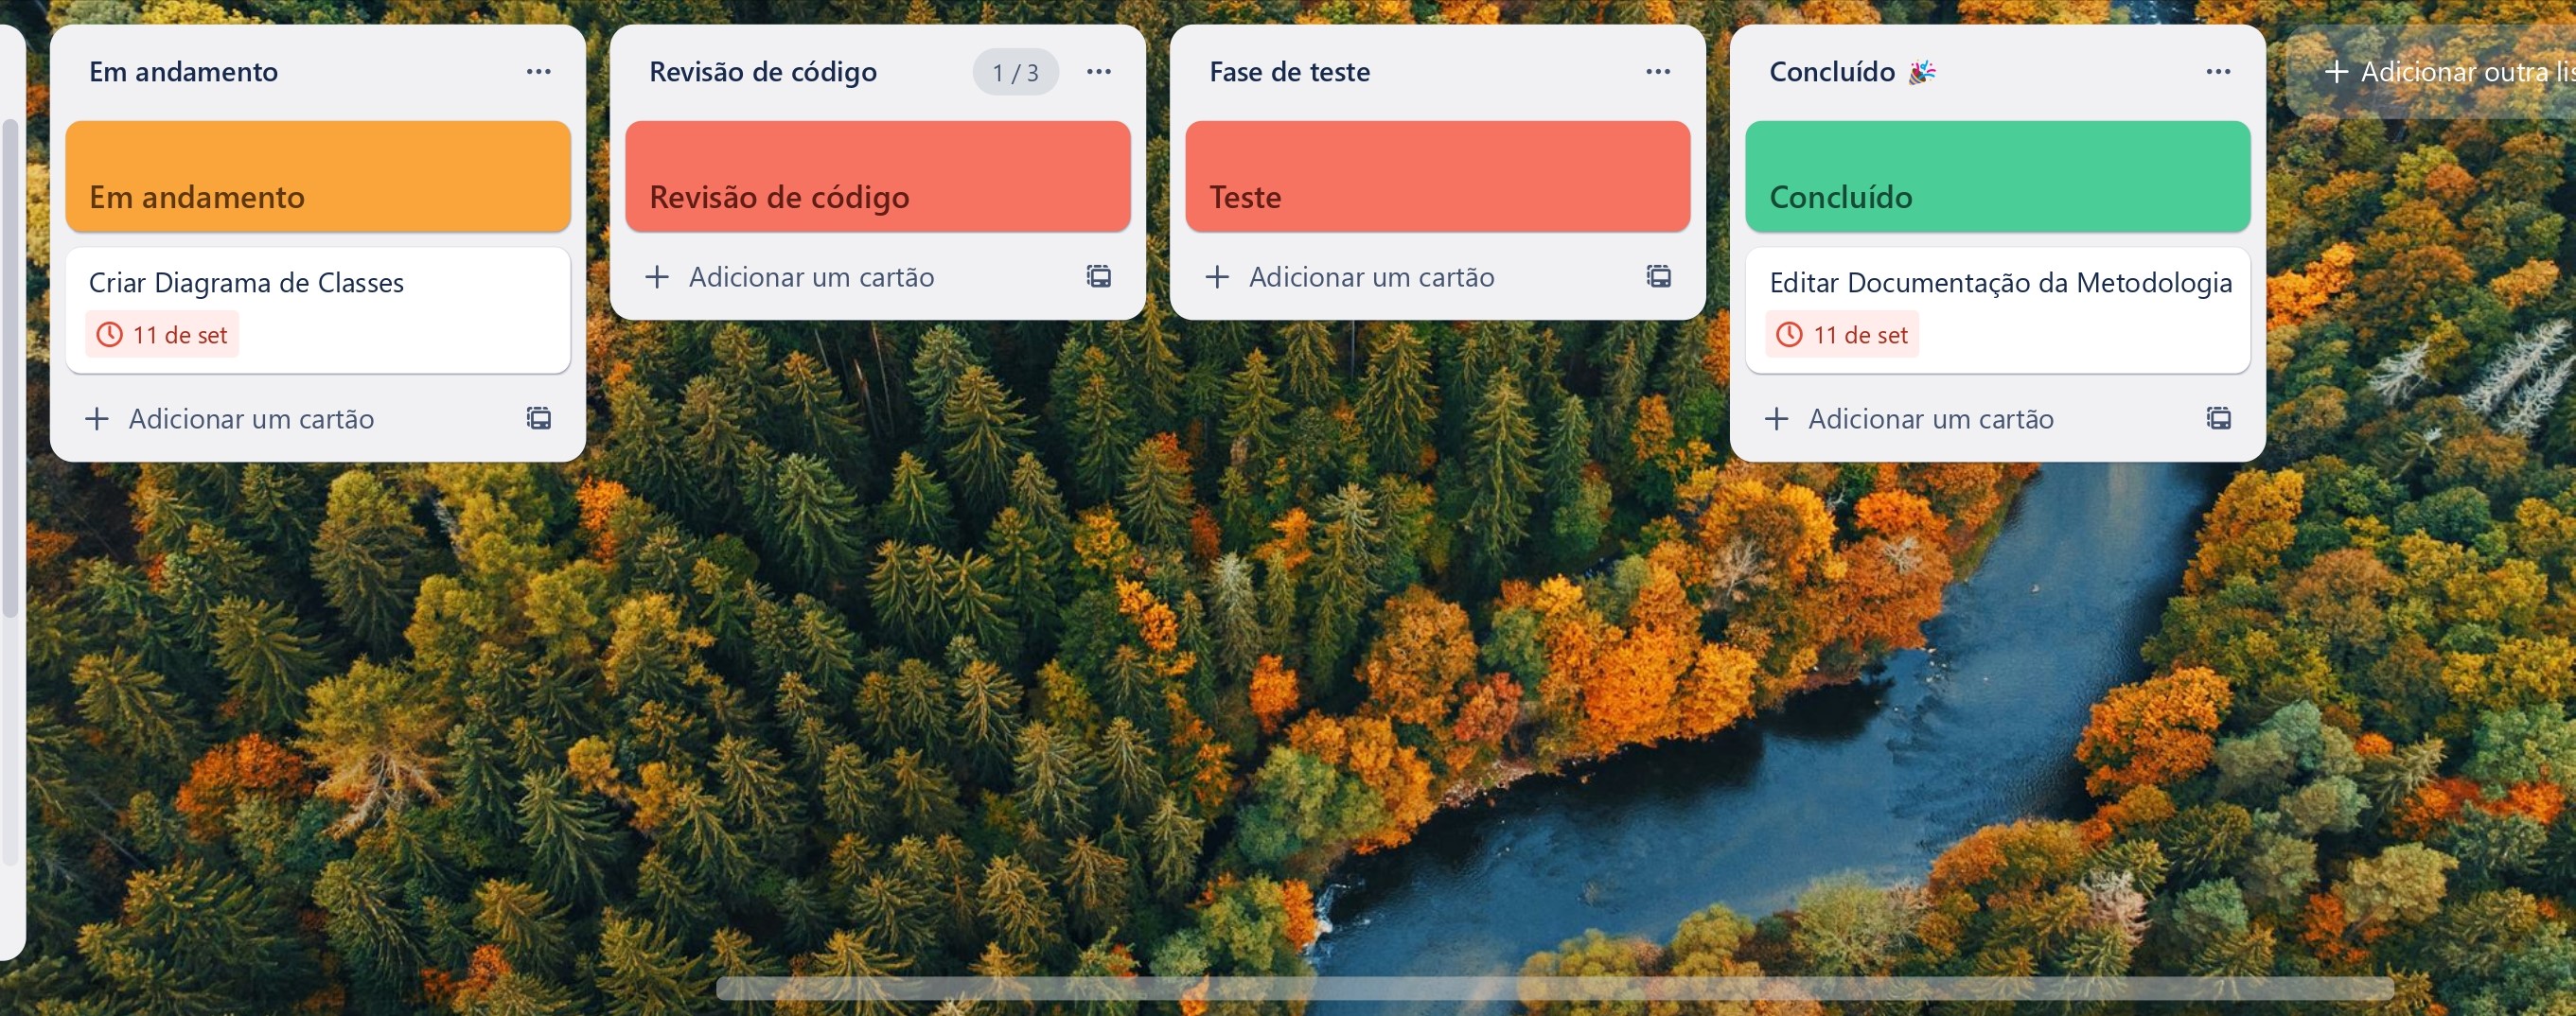 Em andamento
Em andamento
Criar Diagrama de Classes
11 de set
Adicionar um cartão
Revisão de código
1 / 3
Revisão de código
Adicionar um cartão
Fase de teste
Teste
Adicionar um cartão
Concluído 🎉
Concluído
Editar Documentação da Metodologia
11 de set
Adicionar um cartão
Adicionar outra lis